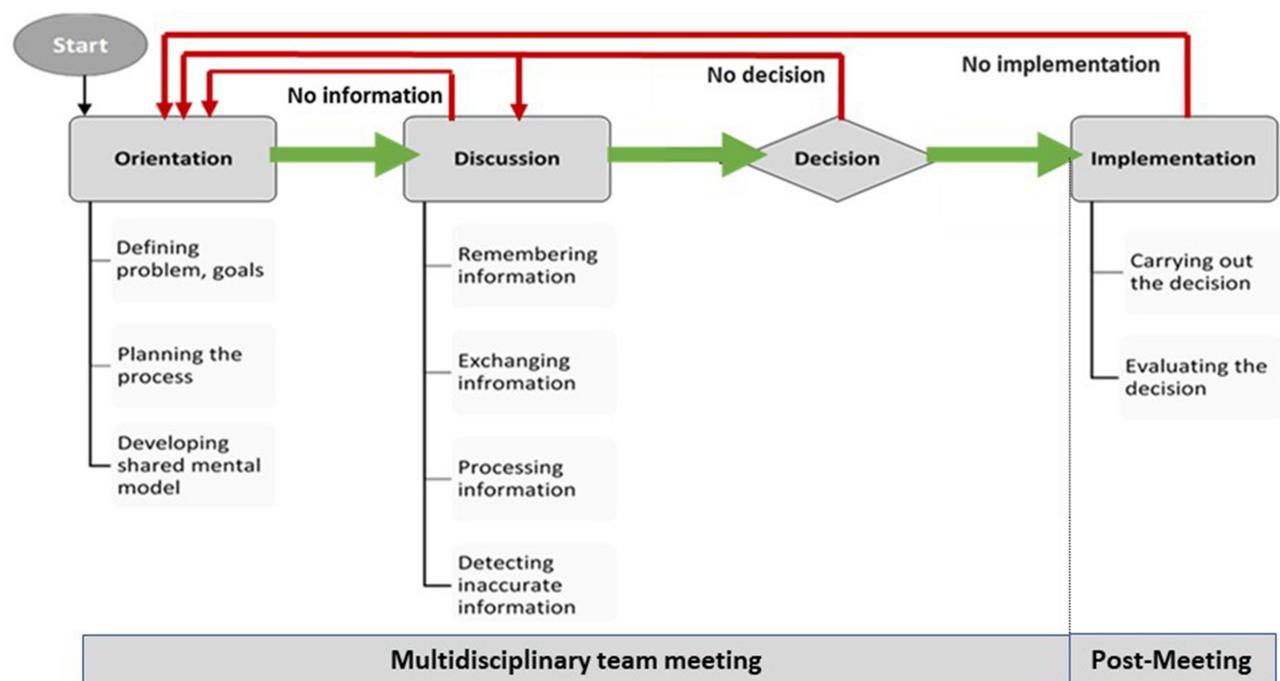 Start
No information
No decision
No implementation
Orientation
Discussion
Decision
Implementation
Defining
problem, goals
Planning the
process
Developing
shared mental
model
Remembering
information
Exchanging
infromation
Processing
information
Detecting
inaccurate
information
Carrying out
the decision
Evaluating the
decision
Multidisciplinary team meeting
Post-Meeting